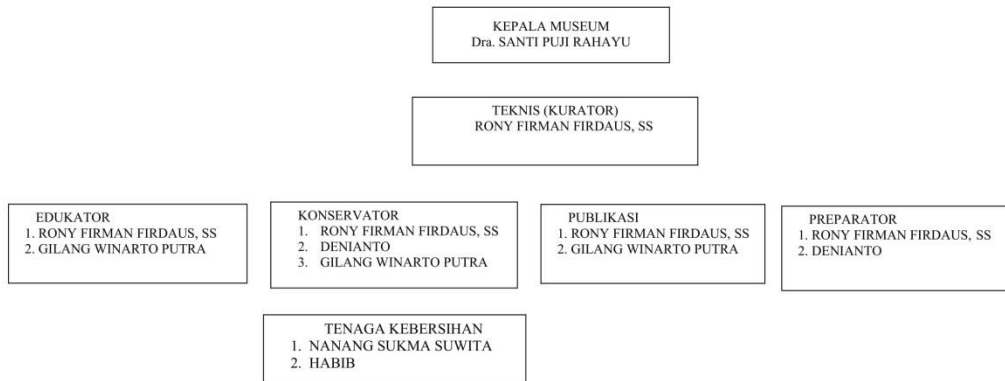 KEPALA MUSEUM
Dra. SANTI PUJI RAHAYU
TEKNIS (KURATOR)
RONY FIRMAN FIRDAUS, SS
EDUKATOR
1. RONY FIRMAN FIRDAUS, SS
2. GILANG WINARTO PUTRA
KONSERVATOR
1. RONY FIRMAN FIRDAUS, SS
2. DENIANTO
3. GILANG WINARTO PUTRA
PUBLIKASI
1. RONY FIRMAN FIRDAUS, SS
2. GILANG WINARTO PUTRA
PREPARATOR
1. RONY FIRMAN FIRDAUS, SS
2. DENIANTO
TENAGA KEBERSIHAN
1. NANANG SUKMA SUWITA
2. HABIB